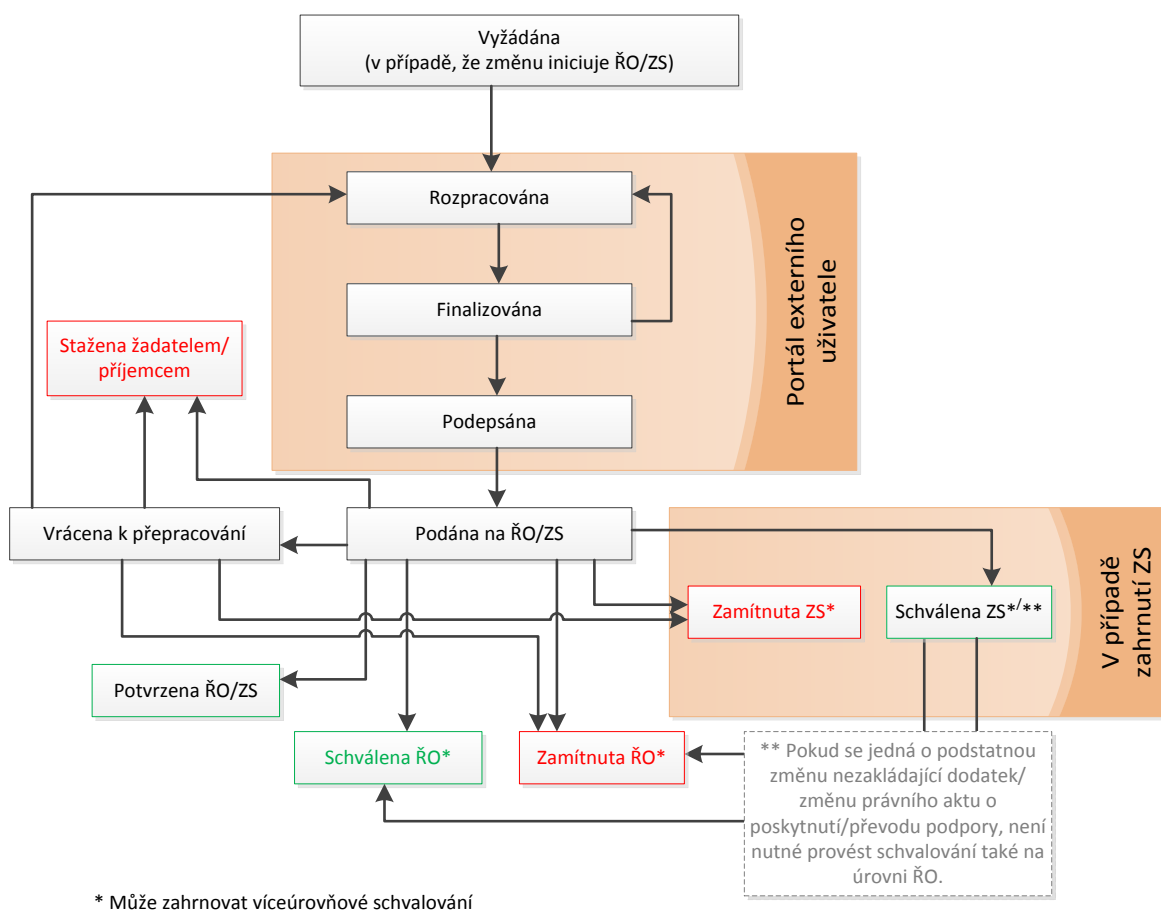 Vyžádána
(v případě, že změnu iniciuje ŘO/ZS)
Rozpracována
Finalizována
Podepsána
Portál externího
uživatele
Stažena žadatelem/
příjemcem
Vrácena k přepracování
Podána na ŘO/ZS
V případě
zahrnutí ZS
Zamítnuta ZS*
Schválena ZS*/**
Potvrzena ŘO/ZS
Schválena ŘO*
Zamítnuta ŘO*
** Pokud se jedná o podstatnou
změnu nezakládající dodatek/
změnu právního aktu o
poskytnutí/převodu podpory, není
nutné provést schvalování také na
úrovni ŘO.
* Může zahrnovat víceúrovňové schvalování